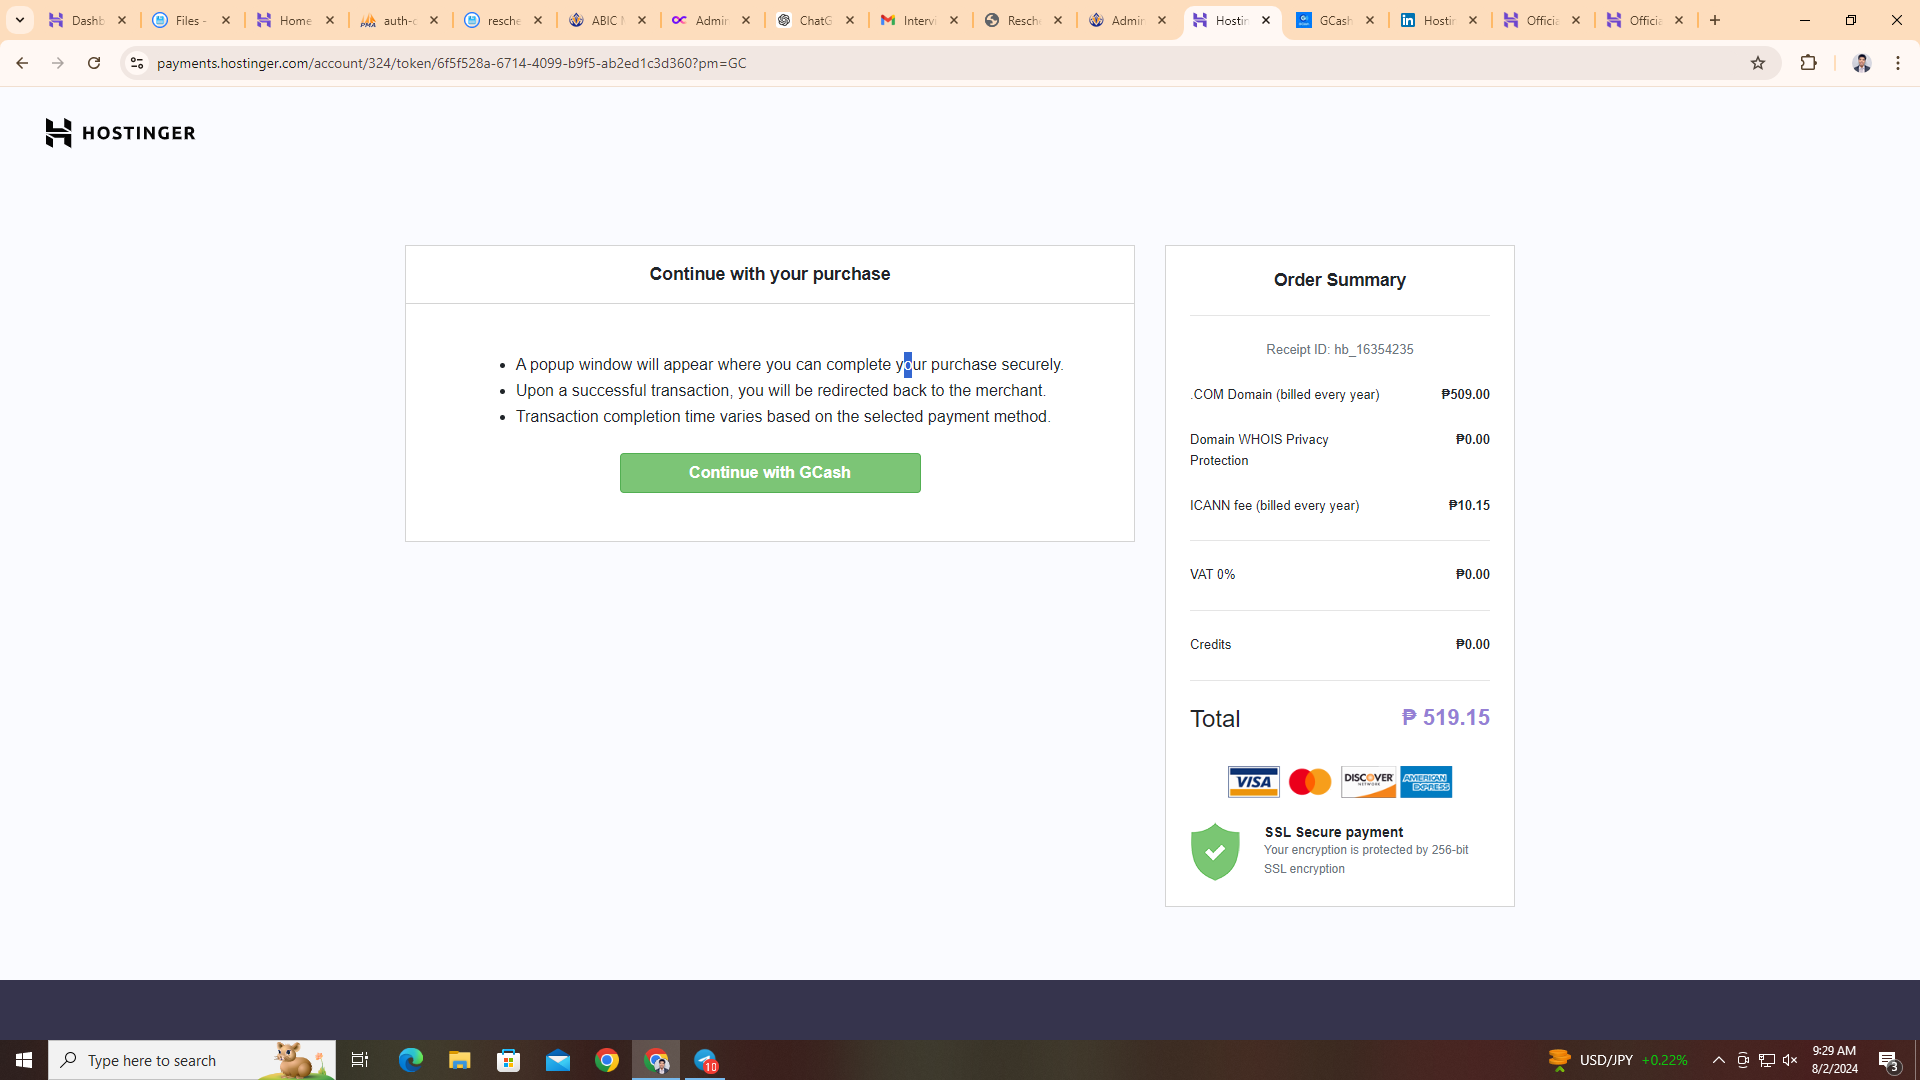 Dashb
Files -
Home
auth-c
resche
ABIC
Admin
ChatG
Intervi
Resche
Admin
Hostin
GCash
Hostin
Officia
Officia
payments.hostinger.com/account/324/token/6f5f528a-6714-4099-b9f5-ab2ed1c3d360?pm=GC
HOSTINGER
Continue with your purchase
A popup window will appear where you can complete your purchase securely.
Upon a successful transaction, you will be redirected back to the merchant.
Transaction completion time varies based on the selected payment method.
Continue with GCash
Order Summary
Receipt ID: hb_16354235
.COM Domain (billed every year) ₱509.00
Domain WHOIS Privacy ₱0.00
Protection
ICANN fee (billed every year) ₱10.15
VAT 0% ₱0.00
Credits ₱0.00
Total ₱ 519.15
VISA
DISCOVER
NETWORK
AMERICAN
EXPRESS
SSL Secure payment
Your encryption is protected by 256-bit
SSL encryption
Type here to search
10
USD/JPY +0.22%
9:29 AM
8/2/2024
3